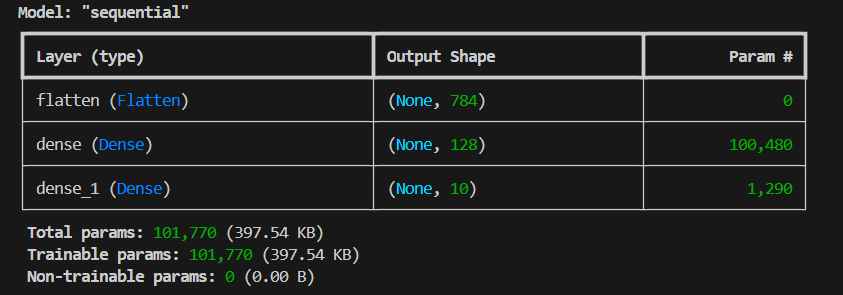 Model: "sequential"
Layer (type) Output Shape Param #
flatten (Flatten) (None, 784) 0
dense (Dense) (None, 128) 100,480
dense_1 (Dense) (None, 10) 1,290
Total params: 101,770 (397.54 KB)
Trainable params: 101,770 (397.54 KB)
Non-trainable params: 0 (0.00 B)